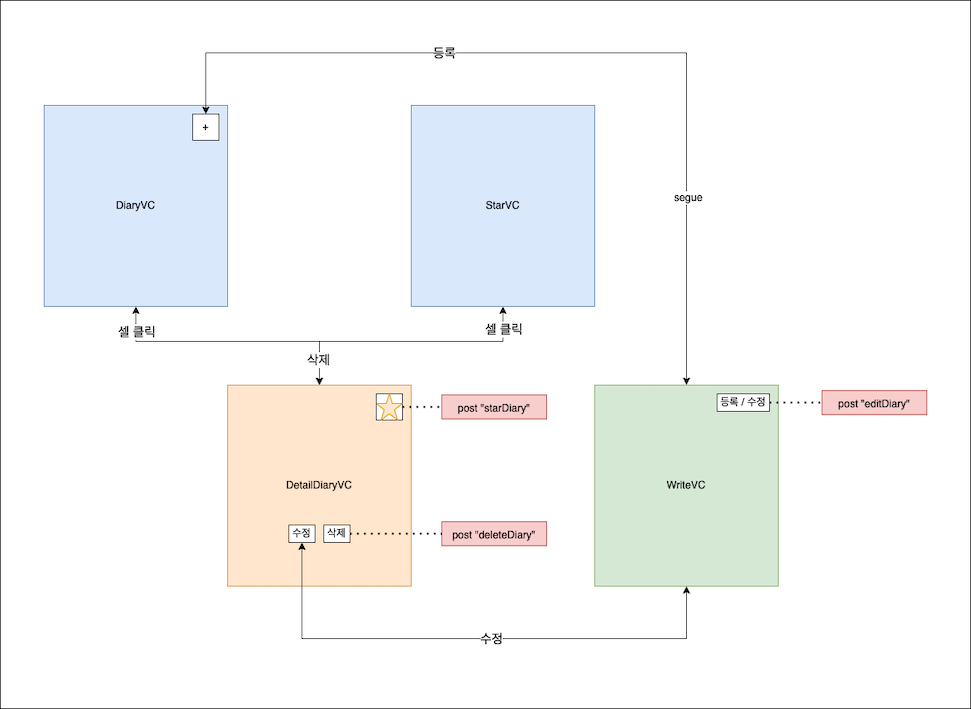 등록
+
DiaryVC
StarVC
segue
셀 클릭
셀 클릭
삭제
post "starDiary"
등록 / 수정
post "editDiary"
DetailDiaryVC
WriteVC
수정
삭제
post "deleteDiary"
수정